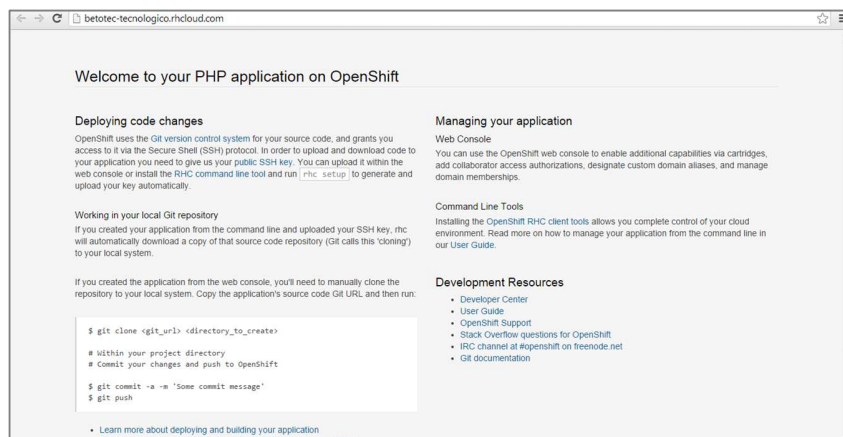 betotec-tecnologico.rhcloud.com
Welcome to your PHP application on OpenShift
Deploying code changes
OpenShift uses the Git version control system for your source code, and grants you
access to it via the Secure Shell (SSH) protocol. In order to upload and download code to
your application you need to give us your public SSH key. You can upload it within the
web console or install the RHC command line tool and run rhc setup to generate and
upload your key automatically.
Working in your local Git repository
If you created your application from the command line and uploaded your SSH key, rhc
will automatically download a copy of that source code repository (Git calls this 'cloning')
to your local system.
If you created the application from the web console, you'll need to manually clone the
repository to your local system. Copy the application's source code Git URL and then run:
$ git clone <git_url> <directory_to_create>
# Within your project directory
# Commit your changes and push to OpenShift
$ git commit -a -m 'Some commit message'
$ git push
• Learn more about deploying and building your application
Managing your application
Web Console
You can use the OpenShift web console to enable additional capabilities via cartridges,
add collaborator access authorizations, designate custom domain aliases, and manage
domain memberships.
Command Line Tools
Installing the OpenShift RHC client tools allows you complete control of your cloud
environment. Read more on how to manage your application from the command line in
our User Guide.
Development Resources
• Developer Center
• User Guide
• OpenShift Support
• Stack Overflow questions for OpenShift
• IRC channel at #openshift on freenode.net
• Git documentation